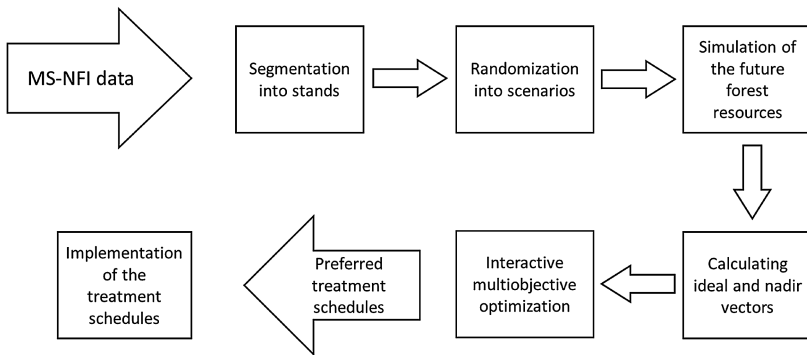 MS-NFI data
Segmentation
into stands
Randomization
into scenarios
Simulation of
the future
forest
resources
Calculating
ideal and nadir
vectors
Interactive
multiobjective
optimization
Preferred
treatment
schedules
Implementation
of the
treatment
schedules